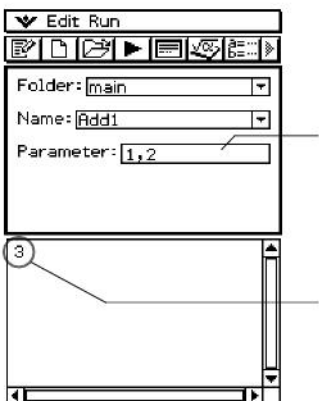 Edit Run
Folder: main
Name: Add1
Parameter: 1,2
3